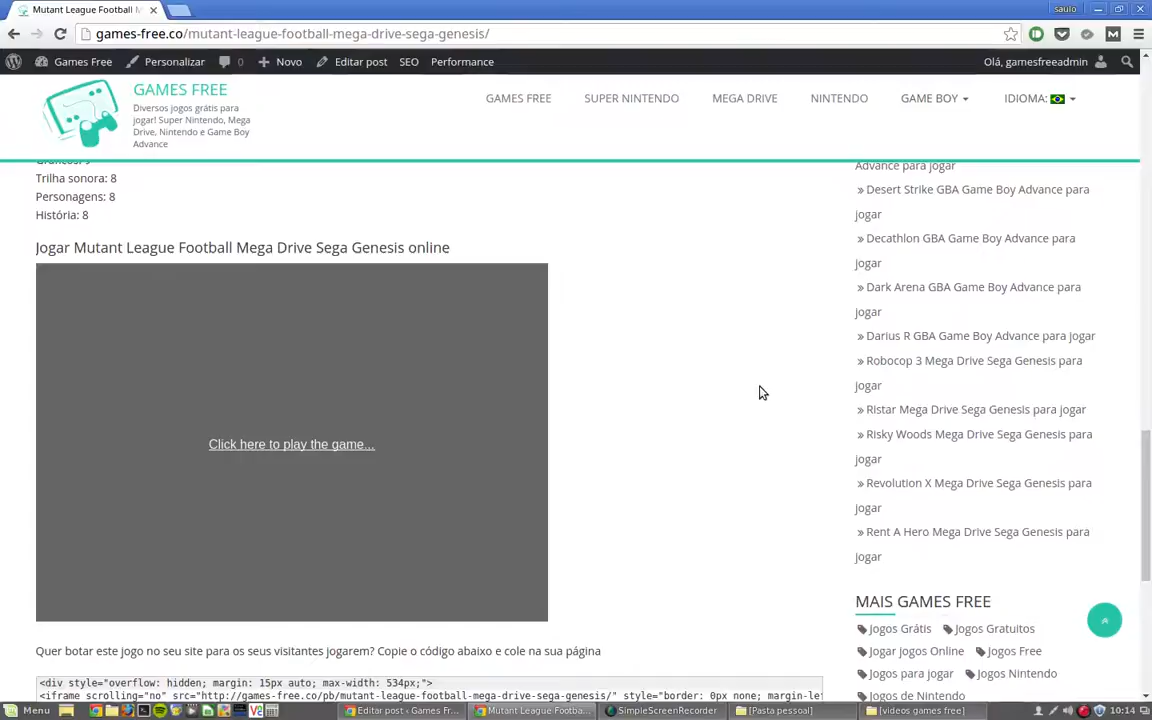 Mutant League Football M
saulo
games-free.co/mutant-league-football-mega-drive-sega-genesis/
Games Free
Personalizar
0
Novo
Editar post
SEO
Performance
Olá, gamesfreeadmin
GAMES FREE
Diversos jogos grátis para
jogar! Super Nintendo, Mega
Drive, Nintendo e Game Boy
Advance
GAMES FREE
SUPER NINTENDO
MEGA DRIVE
NINTENDO
GAME BOY
IDIOMA:
Trilha sonora: 8
Personagens: 8
História: 8
Jogar Mutant League Football Mega Drive Sega Genesis online
Click here to play the game...
Quer botar este jogo no seu site para os seus visitantes jogarem? Copie o código abaixo e cole na sua página
<div style="overflow: hidden; margin: 15px auto; max-width: 534px;">
<iframe scrolling="no" src="http://games-free.co/pb/mutant-league-football-mega-drive-sega-genesis/" style="border: 0px none; margin-lef
Advance para jogar
» Desert Strike GBA Game Boy Advance para
jogar
» Decathlon GBA Game Boy Advance para
jogar
» Dark Arena GBA Game Boy Advance para
jogar
» Darius R GBA Game Boy Advance para jogar
» Robocop 3 Mega Drive Sega Genesis para
jogar
» Ristar Mega Drive Sega Genesis para jogar
» Risky Woods Mega Drive Sega Genesis para
jogar
» Revolution X Mega Drive Sega Genesis para
jogar
» Rent A Hero Mega Drive Sega Genesis para
jogar
MAIS GAMES FREE
Jogos Grátis
Jogos Gratuitos
Jogar jogos Online
Jogos Free
Jogos para jogar
Jogos Nintendo
Jogos de Nintendo
Menu
Editar post ‹ Games Fr...
Mutant League Footba...
SimpleScreenRecorder
[Pasta pessoal]
[videos games free]
10:14